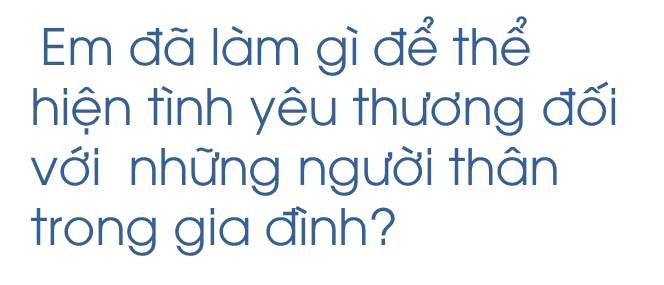 Em đã làm gì để thể
hiện tình yêu thương đối
với những người thân
trong gia đình?